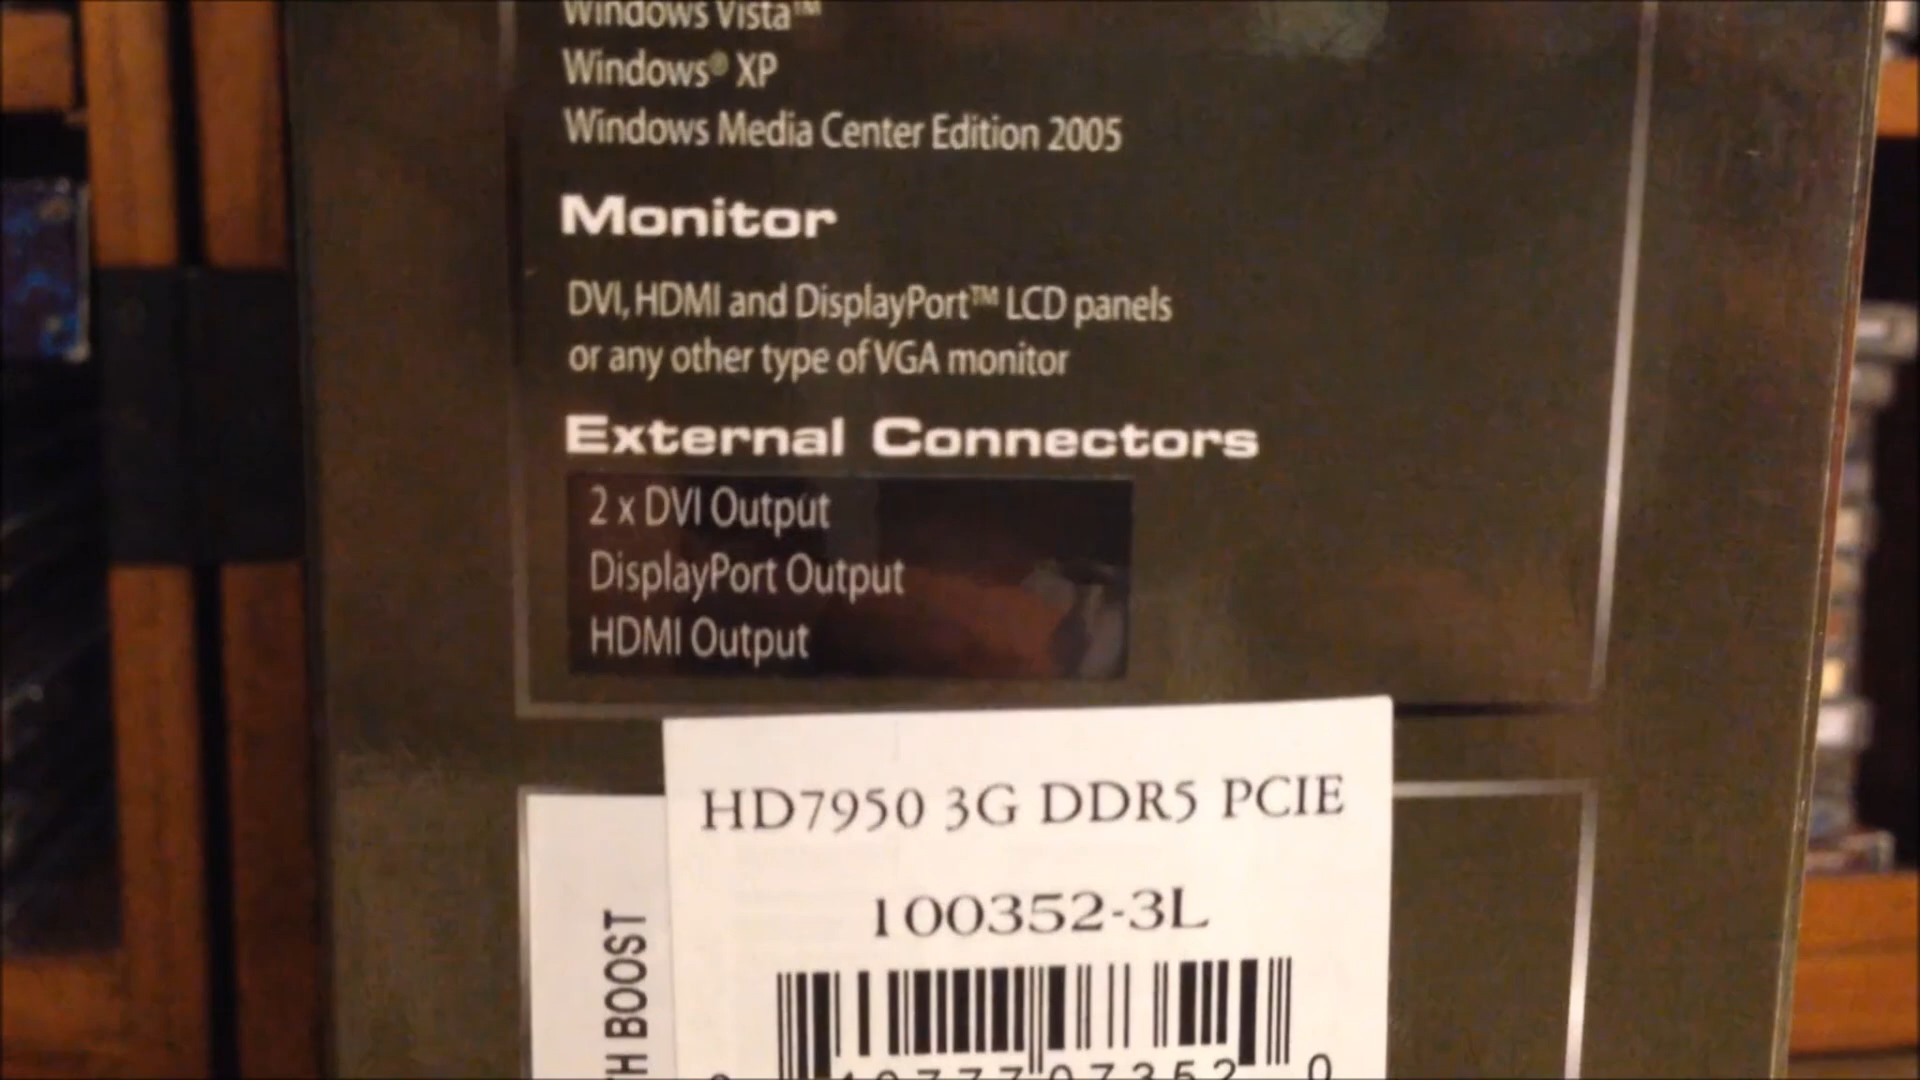 Windows Vista™
Windows® XP
Windows Media Center Edition 2005
Monitor
DVI, HDMI and DisplayPort™ LCD panels
or any other type of VGA monitor
External Connectors
2 x DVI Output
DisplayPort Output
HDMI Output
HD7950 3G DDR5 PCIE
100352-3L
BOOST